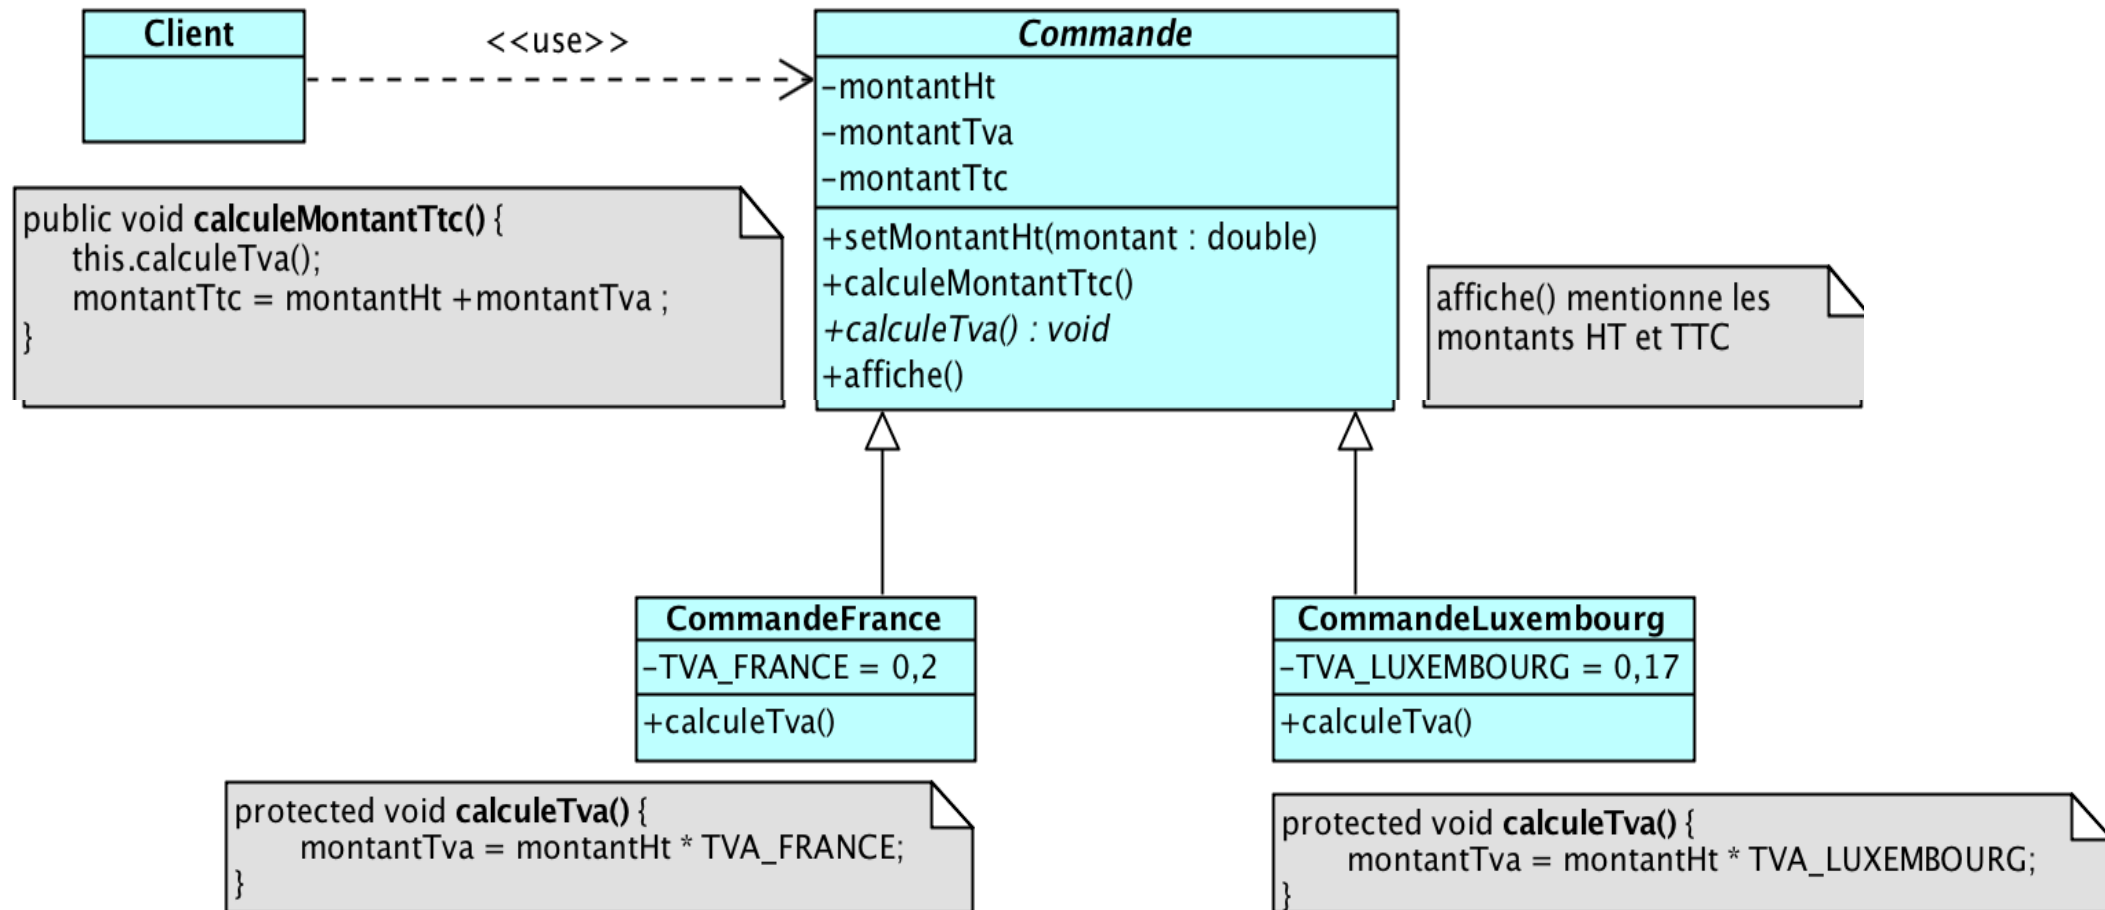 Client
<<use>>
Commande
-montantHt
-montantTva
-montantTtc
+setMontantHt(montant : double)
+calculeMontantTtc()
+calculeTva() : void
+affiche()
public void calculeMontantTtc() {
this.calculeTva();
montantTtc = montantHt +montantTva ;
}
affiche() mentionne les
montants HT et TTC
CommandeFrance
-TVA_FRANCE = 0,2
+calculeTva()
CommandeLuxembourg
-TVA_LUXEMBOURG = 0,17
+calculeTva()
protected void calculeTva() {
montantTva = montantHt * TVA_FRANCE;
}
protected void calculeTva() {
montantTva = montantHt * TVA_LUXEMBOURG;
}